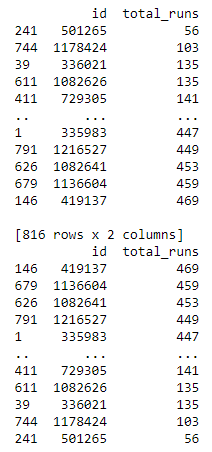 id total_runs
241 501265 56
744 1178424 103
39 336021 135
611 1082626 135
411 729305 141
.. ... ...
1 335983 447
791 1216527 449
626 1082641 453
679 1136604 459
146 419137 469
[816 rows x 2 columns]
id total_runs
146 419137 469
679 1136604 459
626 1082641 453
791 1216527 449
1 335983 447
.. ... ...
411 729305 141
611 1082626 135
39 336021 135
744 1178424 103
241 501265 56